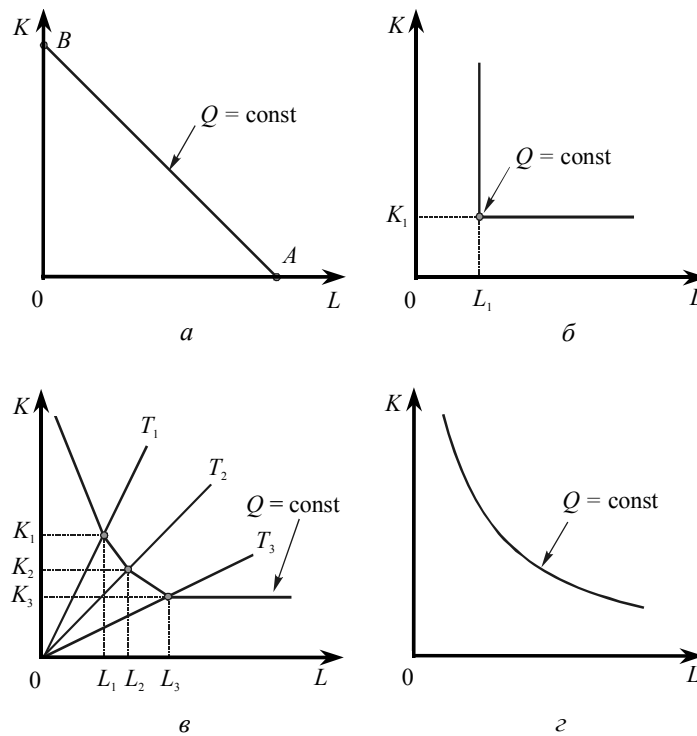 K
B
Q = const
A
0
L
а
K
Q = const
K₁
0
L₁
L
б
K
T₁
T₂
Q = const
K₁
T₃
K₂
K₃
0
L₁
L₂
L₃
L
в
K
Q = const
0
L
г